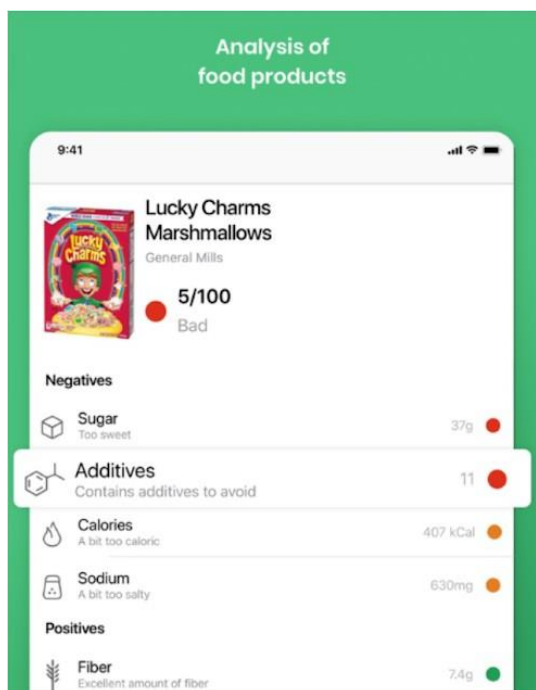 Analysis of
food products
9:41
Lucky Charms
Marshmallows
General Mills
Lucky
Charms
5/100
Bad
Negatives
Sugar
Too sweet
37g
Additives
Contains additives to avoid
11
Calories
A bit too caloric
407 kCal
Sodium
A bit too salty
630mg
Positives
Fiber
Excellent amount of fiber
7.4g